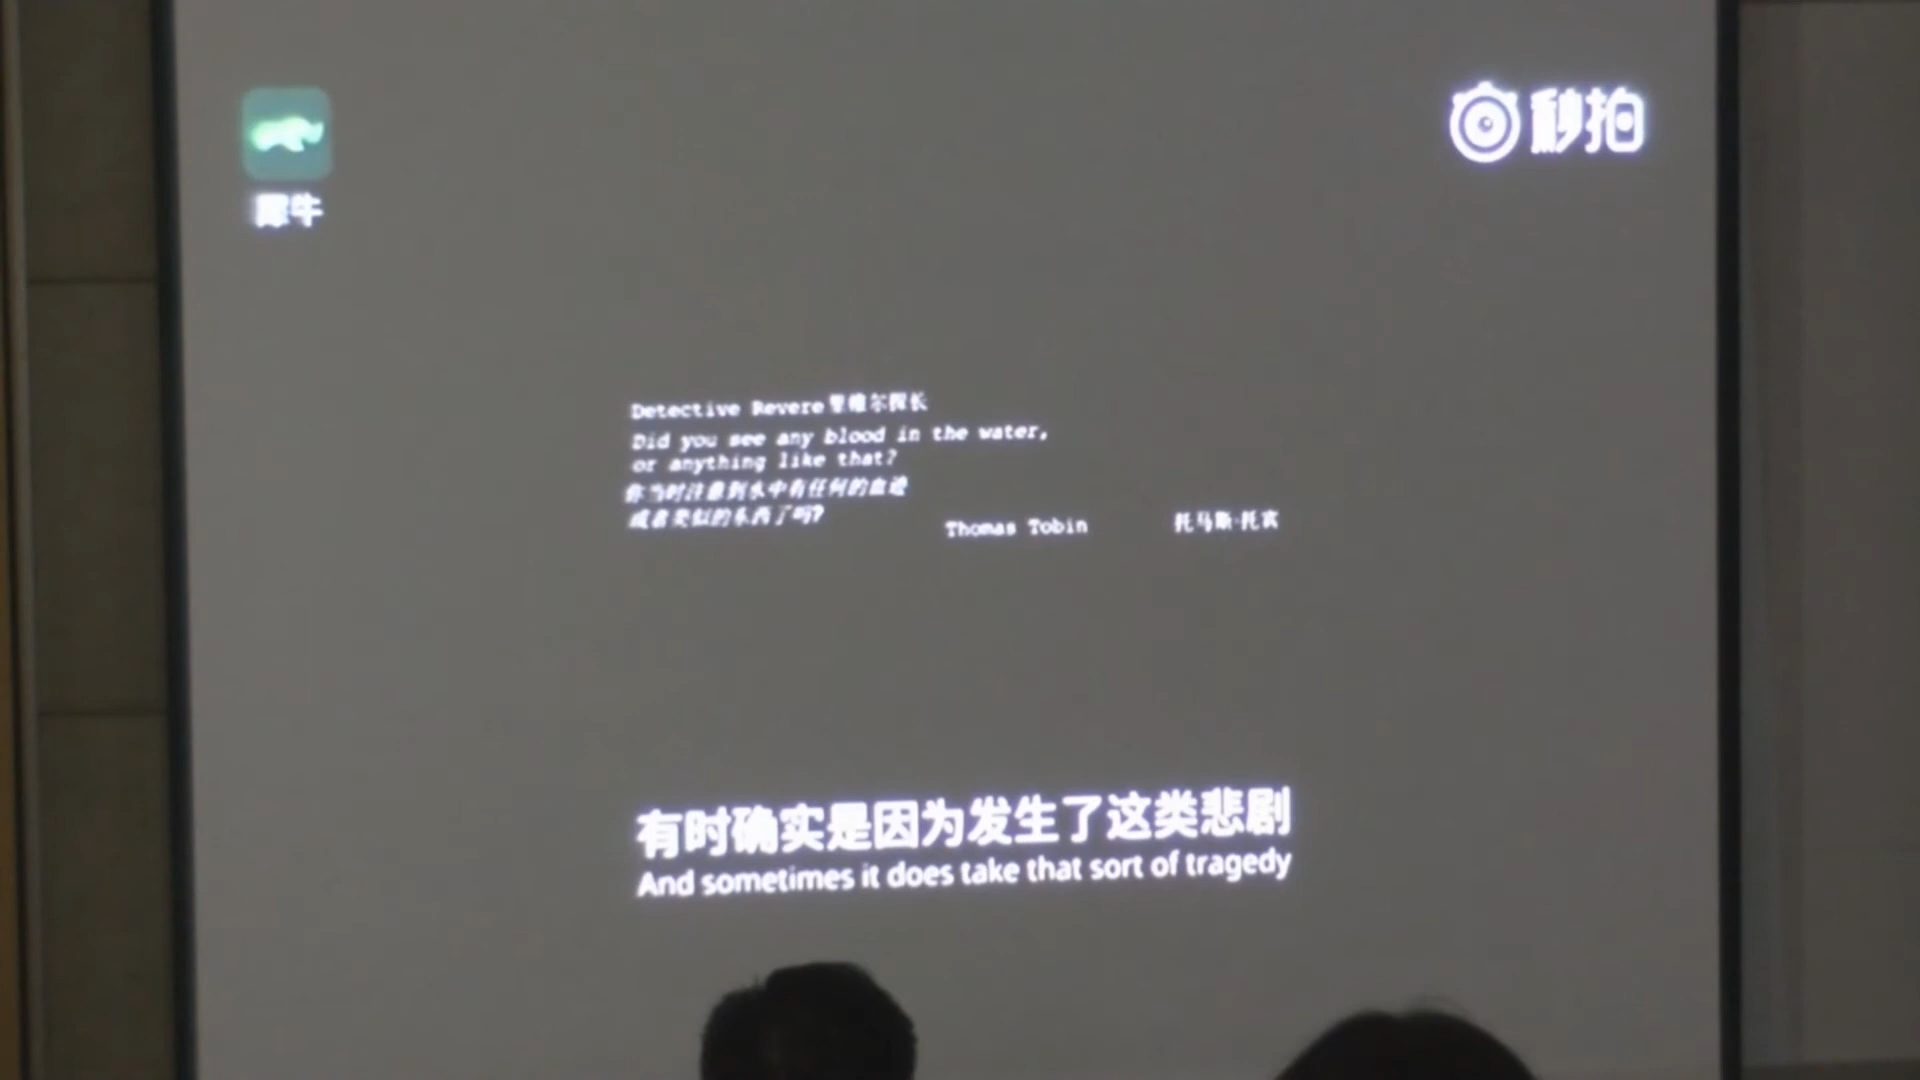 秒拍
犀牛
Detective Revere 里维尔探长
Did you see any blood in the water,
or anything like that?
你当时注意到水中有任何的血迹
或者类似的东西了吗?
Thomas Tobin 托马斯·托宾
有时确实是因为发生了这类悲剧
And sometimes it does take that sort of tragedy